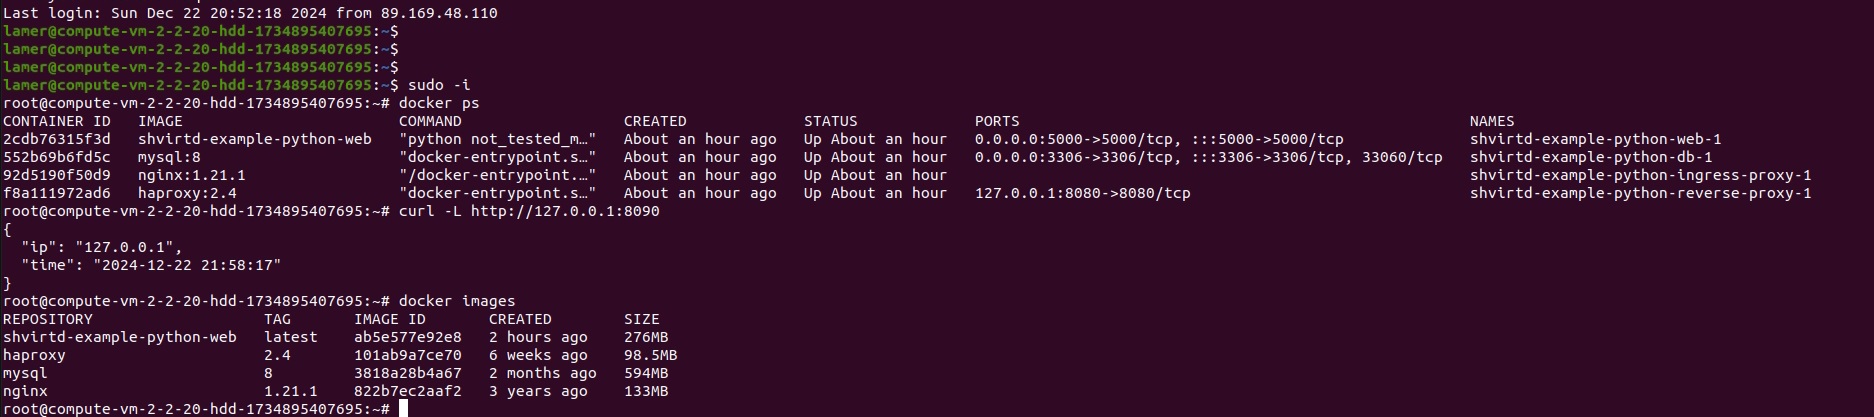 Last login: Sun Dec 22 20:52:18 2024 from 89.169.48.110
lamer@compute-vm-2-2-20-hdd-1734895407695:~$
lamer@compute-vm-2-2-20-hdd-1734895407695:~$
lamer@compute-vm-2-2-20-hdd-1734895407695:~$
lamer@compute-vm-2-2-20-hdd-1734895407695:~$ sudo -i
root@compute-vm-2-2-20-hdd-1734895407695:~# docker ps
CONTAINER ID   IMAGE                        COMMAND                  CREATED             STATUS             PORTS                                                  NAMES
2cdb76315f3d   shvirtd-example-python-web   "python not_tested_m…"   About an hour ago   Up About an hour   0.0.0.0:5000->5000/tcp, :::5000->5000/tcp              shvirtd-example-python-web-1
552b69b6fd5c   mysql:8                      "docker-entrypoint.s…"   About an hour ago   Up About an hour   0.0.0.0:3306->3306/tcp, :::3306->3306/tcp, 33060/tcp   shvirtd-example-python-db-1
92d5190f50d9   nginx:1.21.1                 "/docker-entrypoint.…"   About an hour ago   Up About an hour                                                          shvirtd-example-python-ingress-proxy-1
f8a111972ad6   haproxy:2.4                  "docker-entrypoint.s…"   About an hour ago   Up About an hour   127.0.0.1:8080->8080/tcp                               shvirtd-example-python-reverse-proxy-1
root@compute-vm-2-2-20-hdd-1734895407695:~# curl -L http://127.0.0.1:8090
{
  "ip": "127.0.0.1",
  "time": "2024-12-22 21:58:17"
}
root@compute-vm-2-2-20-hdd-1734895407695:~# docker images
REPOSITORY                   TAG       IMAGE ID       CREATED        SIZE
shvirtd-example-python-web   latest    ab5e577e92e8   2 hours ago    276MB
haproxy                      2.4       101ab9a7ce70   6 weeks ago    98.5MB
mysql                        8         3818a28b4a67   2 months ago   594MB
nginx                        1.21.1    822b7ec2aaf2   3 years ago    133MB
root@compute-vm-2-2-20-hdd-1734895407695:~#